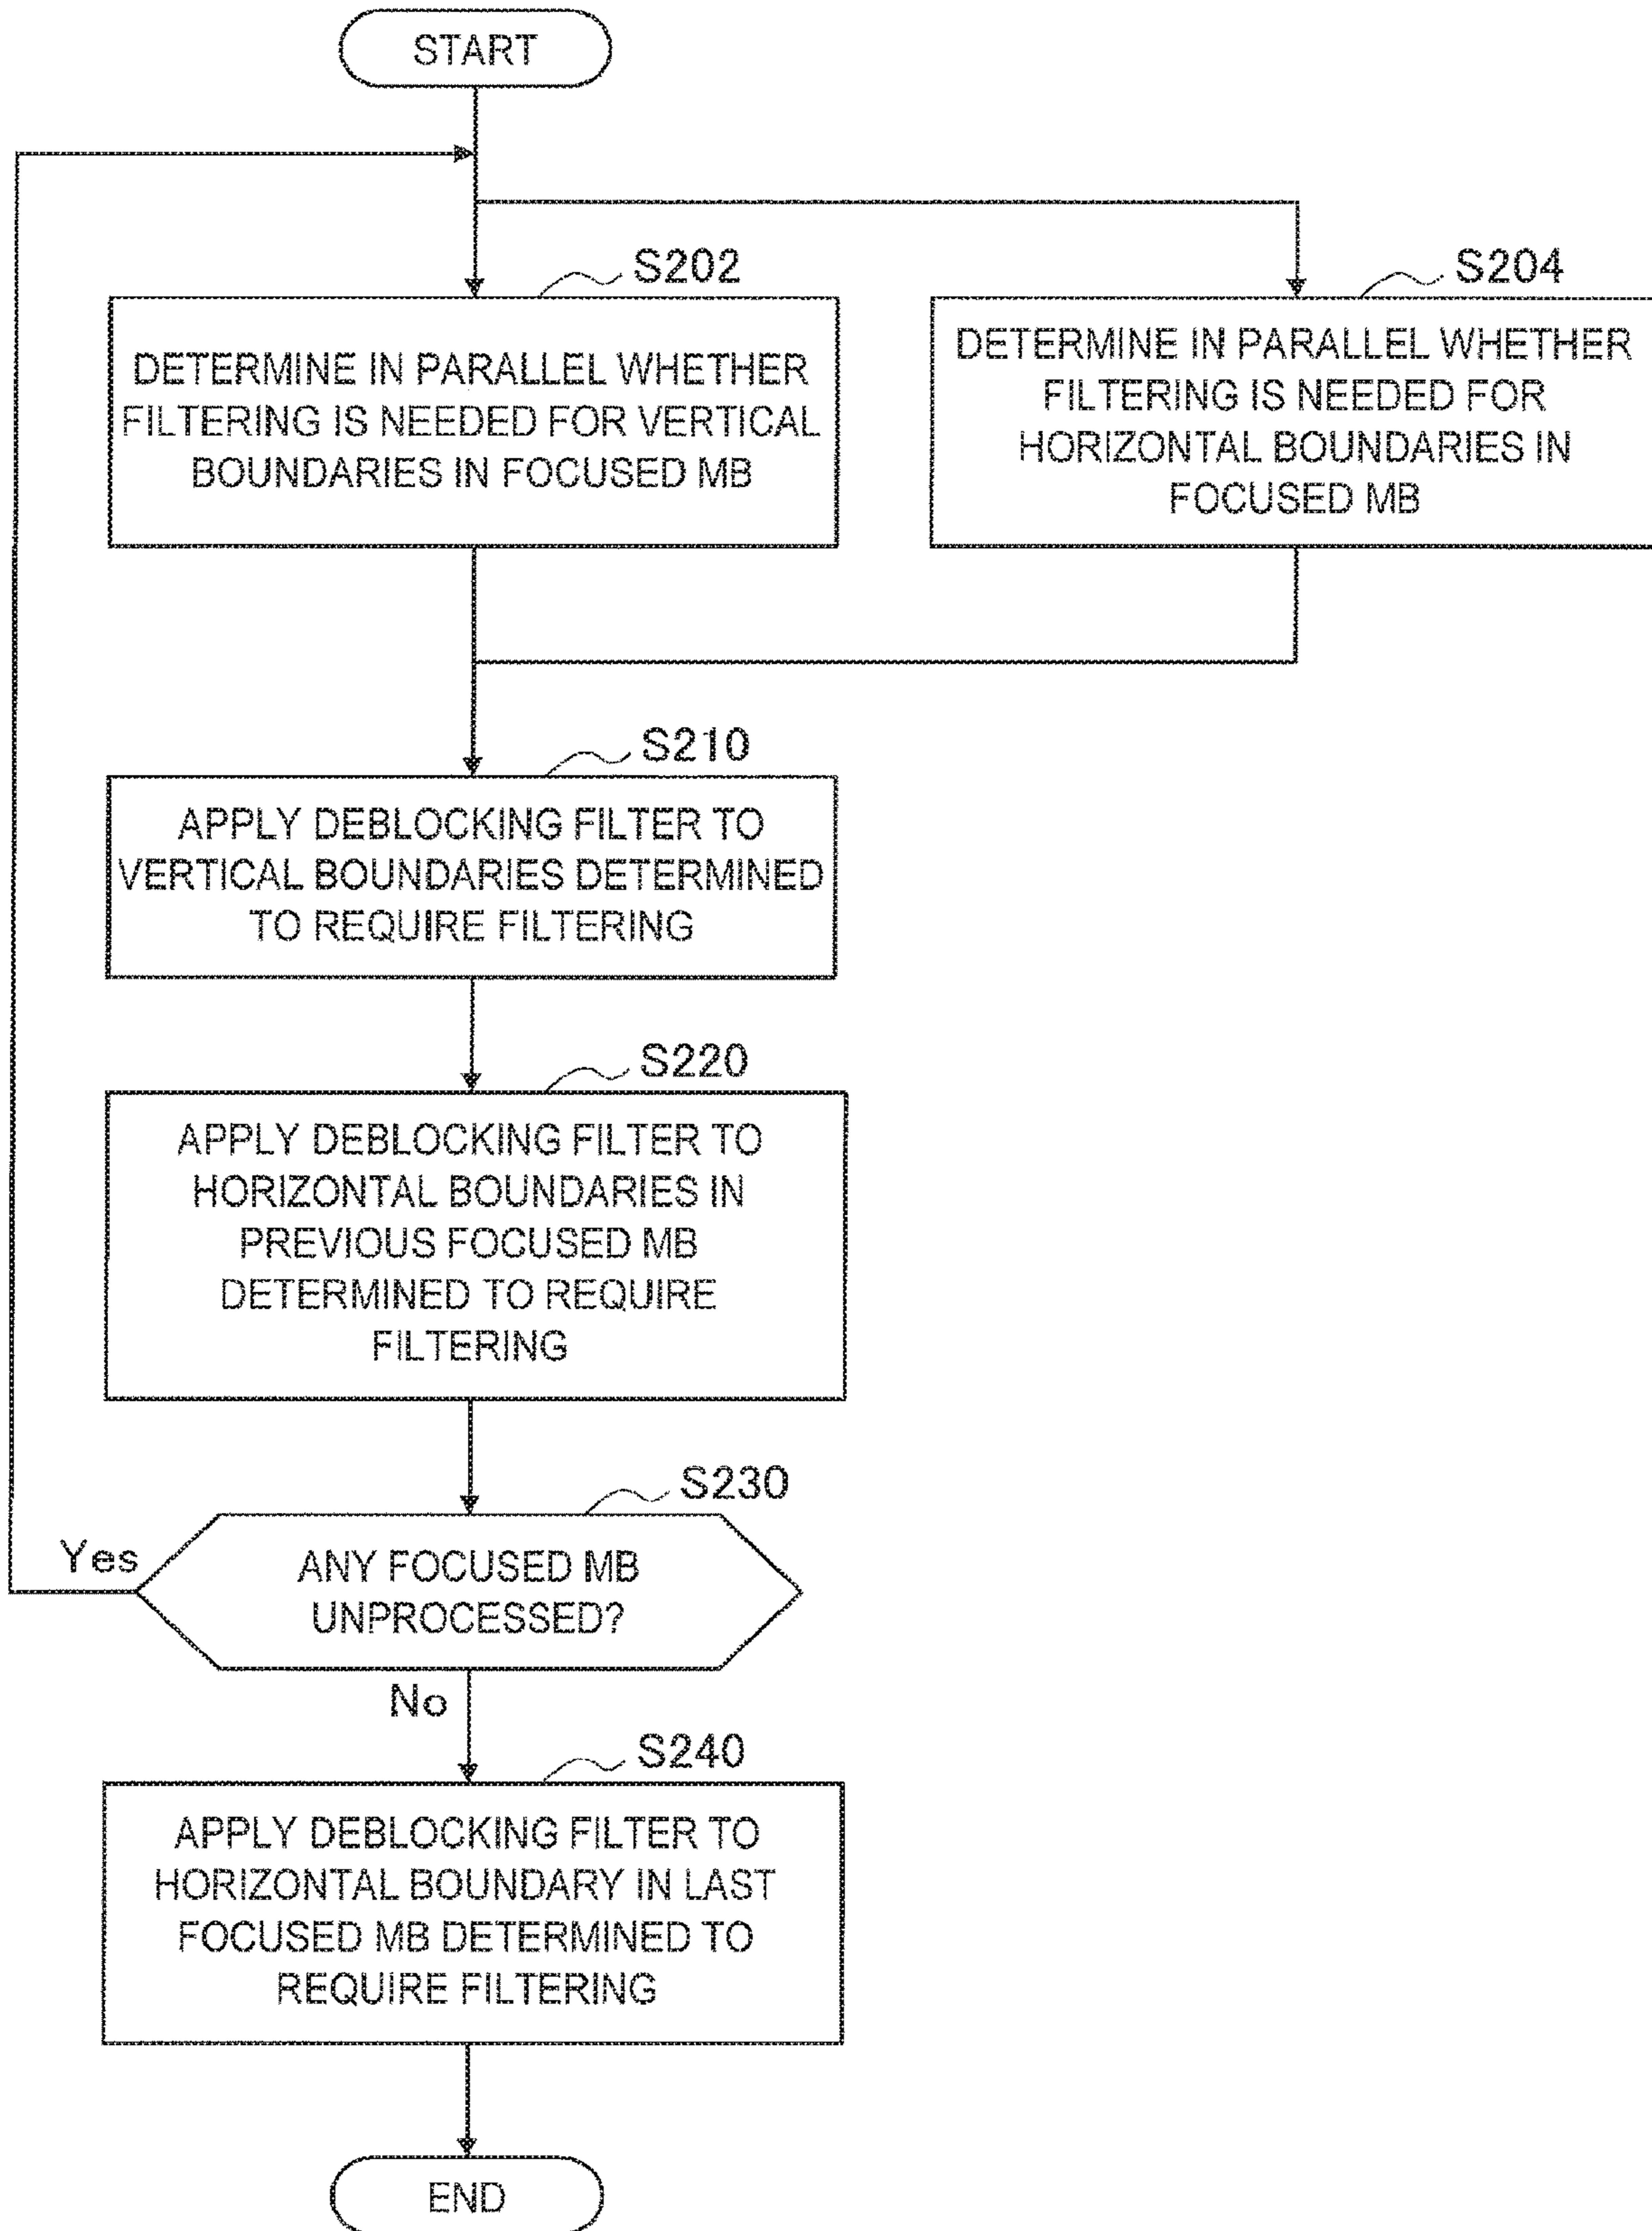 START
S202
DETERMINE IN PARALLEL WHETHER
FILTERING IS NEEDED FOR VERTICAL
BOUNDARIES IN FOCUSED MB
S204
DETERMINE IN PARALLEL WHETHER
FILTERING IS NEEDED FOR
HORIZONTAL BOUNDARIES IN
FOCUSED MB
S210
APPLY DEBLOCKING FILTER TO
VERTICAL BOUNDARIES DETERMINED
TO REQUIRE FILTERING
S220
APPLY DEBLOCKING FILTER TO
HORIZONTAL BOUNDARIES IN
PREVIOUS FOCUSED MB
DETERMINED TO REQUIRE
FILTERING
S230
Yes
ANY FOCUSED MB
UNPROCESSED?
No
S240
APPLY DEBLOCKING FILTER TO
HORIZONTAL BOUNDARY IN LAST
FOCUSED MB DETERMINED TO
REQUIRE FILTERING
END